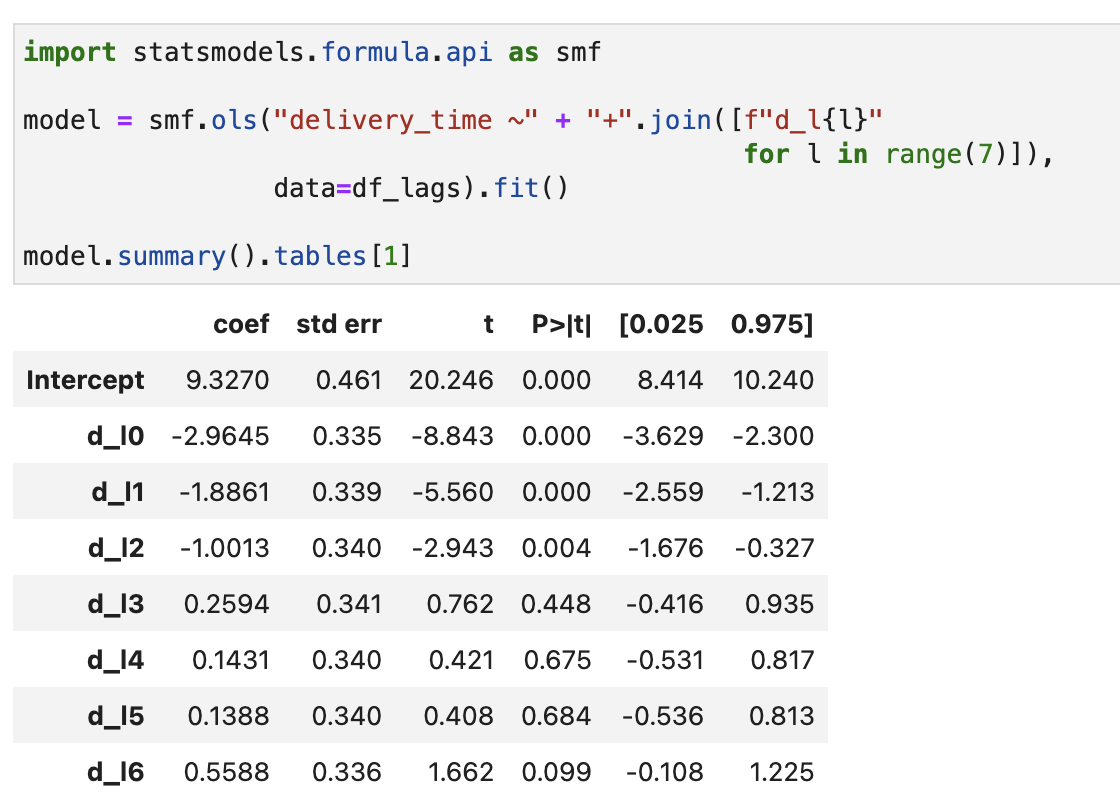 import statsmodels.formula.api as smf
model = smf.ols("delivery_time ~" + "+".join([f"d_l{l}"
for l in range(7)]),
data=df_lags).fit()
model.summary().tables[1]
coef std err t P>|t| [0.025 0.975]
Intercept 9.3270 0.461 20.246 0.000 8.414 10.240
d_l0 -2.9645 0.335 -8.843 0.000 -3.629 -2.300
d_l1 -1.8861 0.339 -5.560 0.000 -2.559 -1.213
d_l2 -1.0013 0.340 -2.943 0.004 -1.676 -0.327
d_l3 0.2594 0.341 0.762 0.448 -0.416 0.935
d_l4 0.1431 0.340 0.421 0.675 -0.531 0.817
d_l5 0.1388 0.340 0.408 0.684 -0.536 0.813
d_l6 0.5588 0.336 1.662 0.099 -0.108 1.225